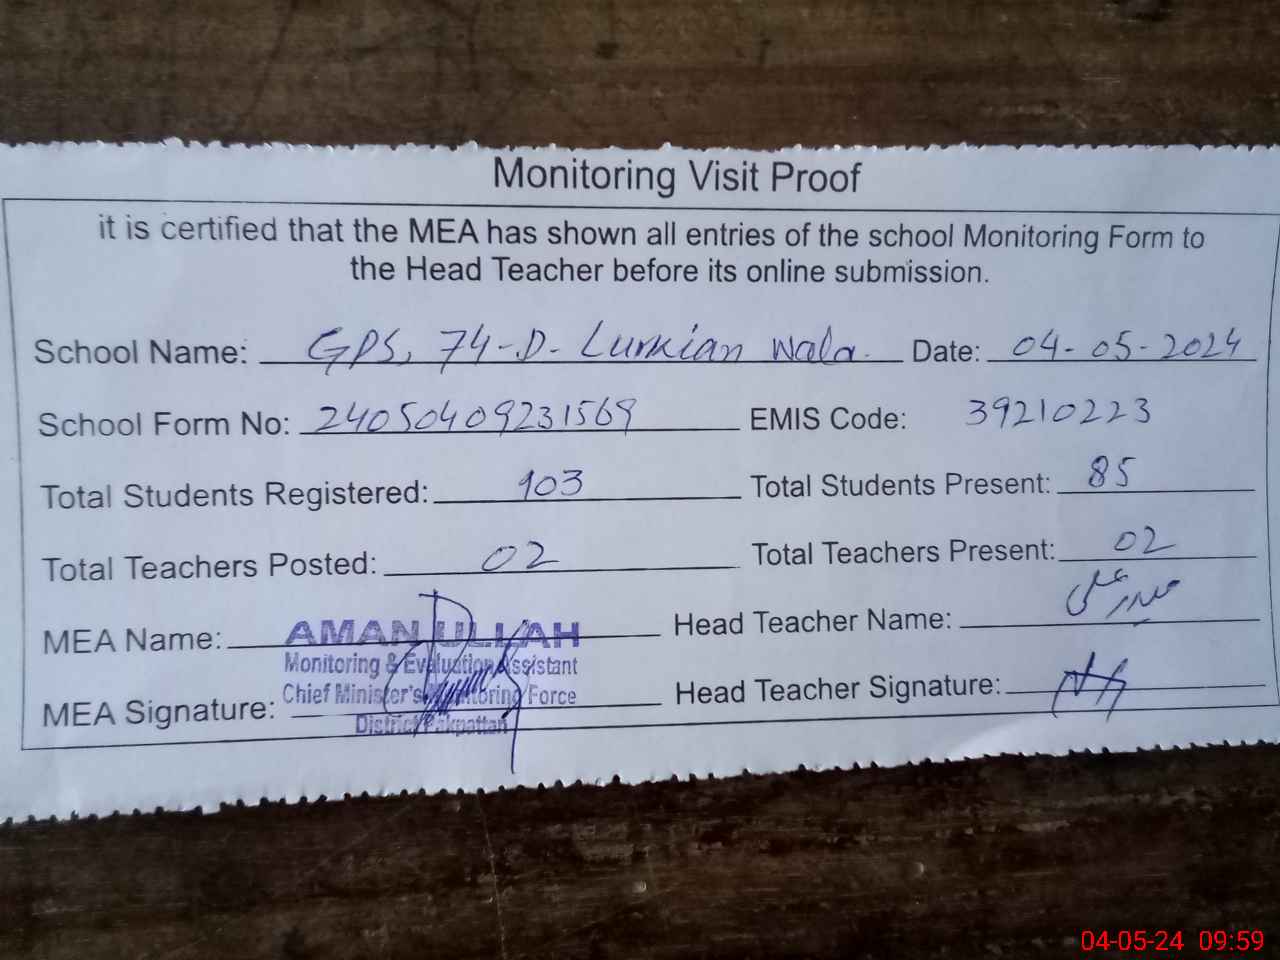 Monitoring Visit Proof
it is certified that the MEA has shown all entries of the school Monitoring Form to
the Head Teacher before its online submission.
School Name: GPS, 74-D- Lurkian wala. Date: 04-05-2024
School Form No: 24050409231569 EMIS Code: 39210223
Total Students Registered: 103 Total Students Present: 85
Total Teachers Posted: 02 Total Teachers Present: 02
MEA Name: AMAN ULLAH Head Teacher Name: حیدر علی
Monitoring & Evaluation Assistant
Chief Minister's Monitoring Force
MEA Signature: Head Teacher Signature:
District Pakpattan
04-05-24 09:59